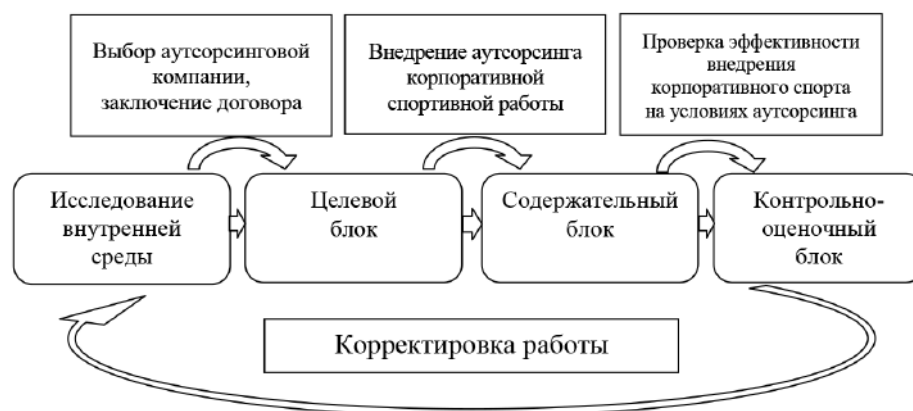 Выбор аутсорсинговой
компании,
заключение договора
Внедрение аутсорсинга
корпоративной
спортивной работы
Проверка эффективности
внедрения
корпоративного спорта
на условиях аутсорсинга
Исследование
внутренней
среды
Целевой
блок
Содержательный
блок
Контрольно-
оценочный
блок
Корректировка работы